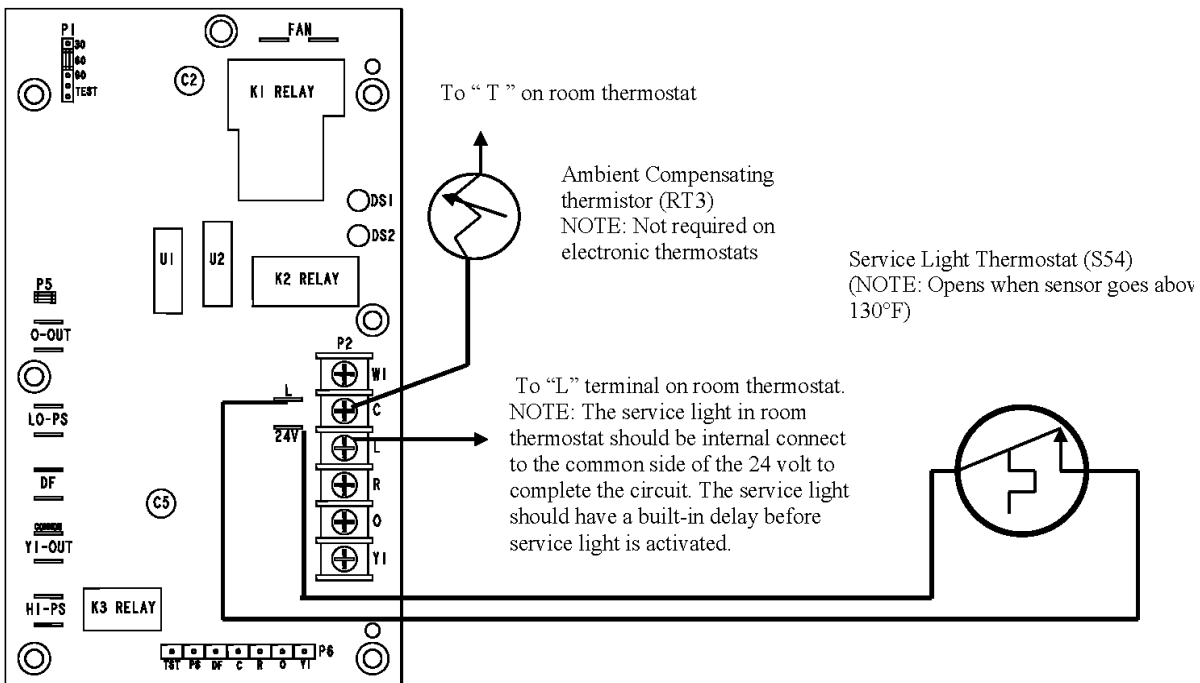 P1
30
60
90
TEST
FAN
C2
K1 RELAY
DS1
DS2
U1
U2
K2 RELAY
P5
O-OUT
P2
W1
C
L
R
O
Y1
L
24V
LO-PS
DF
C5
COMMON
Y1-OUT
HI-PS
K3 RELAY
P6
TST PS DF C R O Y1
To “ T ” on room thermostat
Ambient Compensating
thermistor (RT3)
NOTE: Not required on
electronic thermostats
Service Light Thermostat (S54)
(NOTE: Opens when sensor goes abov
130°F)
To “L” terminal on room thermostat.
NOTE: The service light in room
thermostat should be internal connect
to the common side of the 24 volt to
complete the circuit. The service light
should have a built-in delay before
service light is activated.